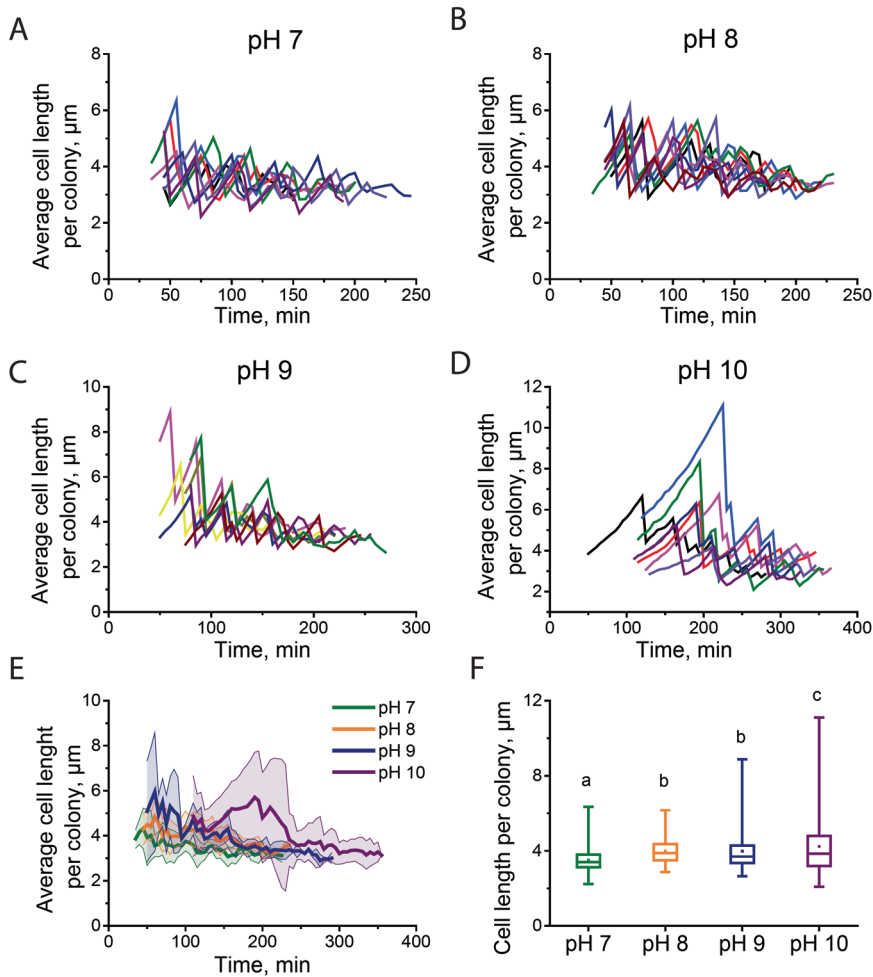 A
pH 7
Average cell length
per colony, μm
8
6
4
2
0
0 50 100 150 200 250
Time, min
B
pH 8
Average cell length
per colony, μm
8
6
4
2
0
0 50 100 150 200 250
Time, min
C
pH 9
Average cell length
per colony, μm
10
8
6
4
2
0
0 100 200 300
Time, min
D
pH 10
Average cell length
per colony, μm
12
10
8
6
4
2
0 100 200 300 400
Time, min
E
Average cell lenght
per colony, μm
10
8
6
4
2
0
0 100 200 300 400
Time, min
pH 7
pH 8
pH 9
pH 10
F
Cell length per colony, μm
12
8
4
0
a
b
b
c
pH 7 pH 8 pH 9 pH 10